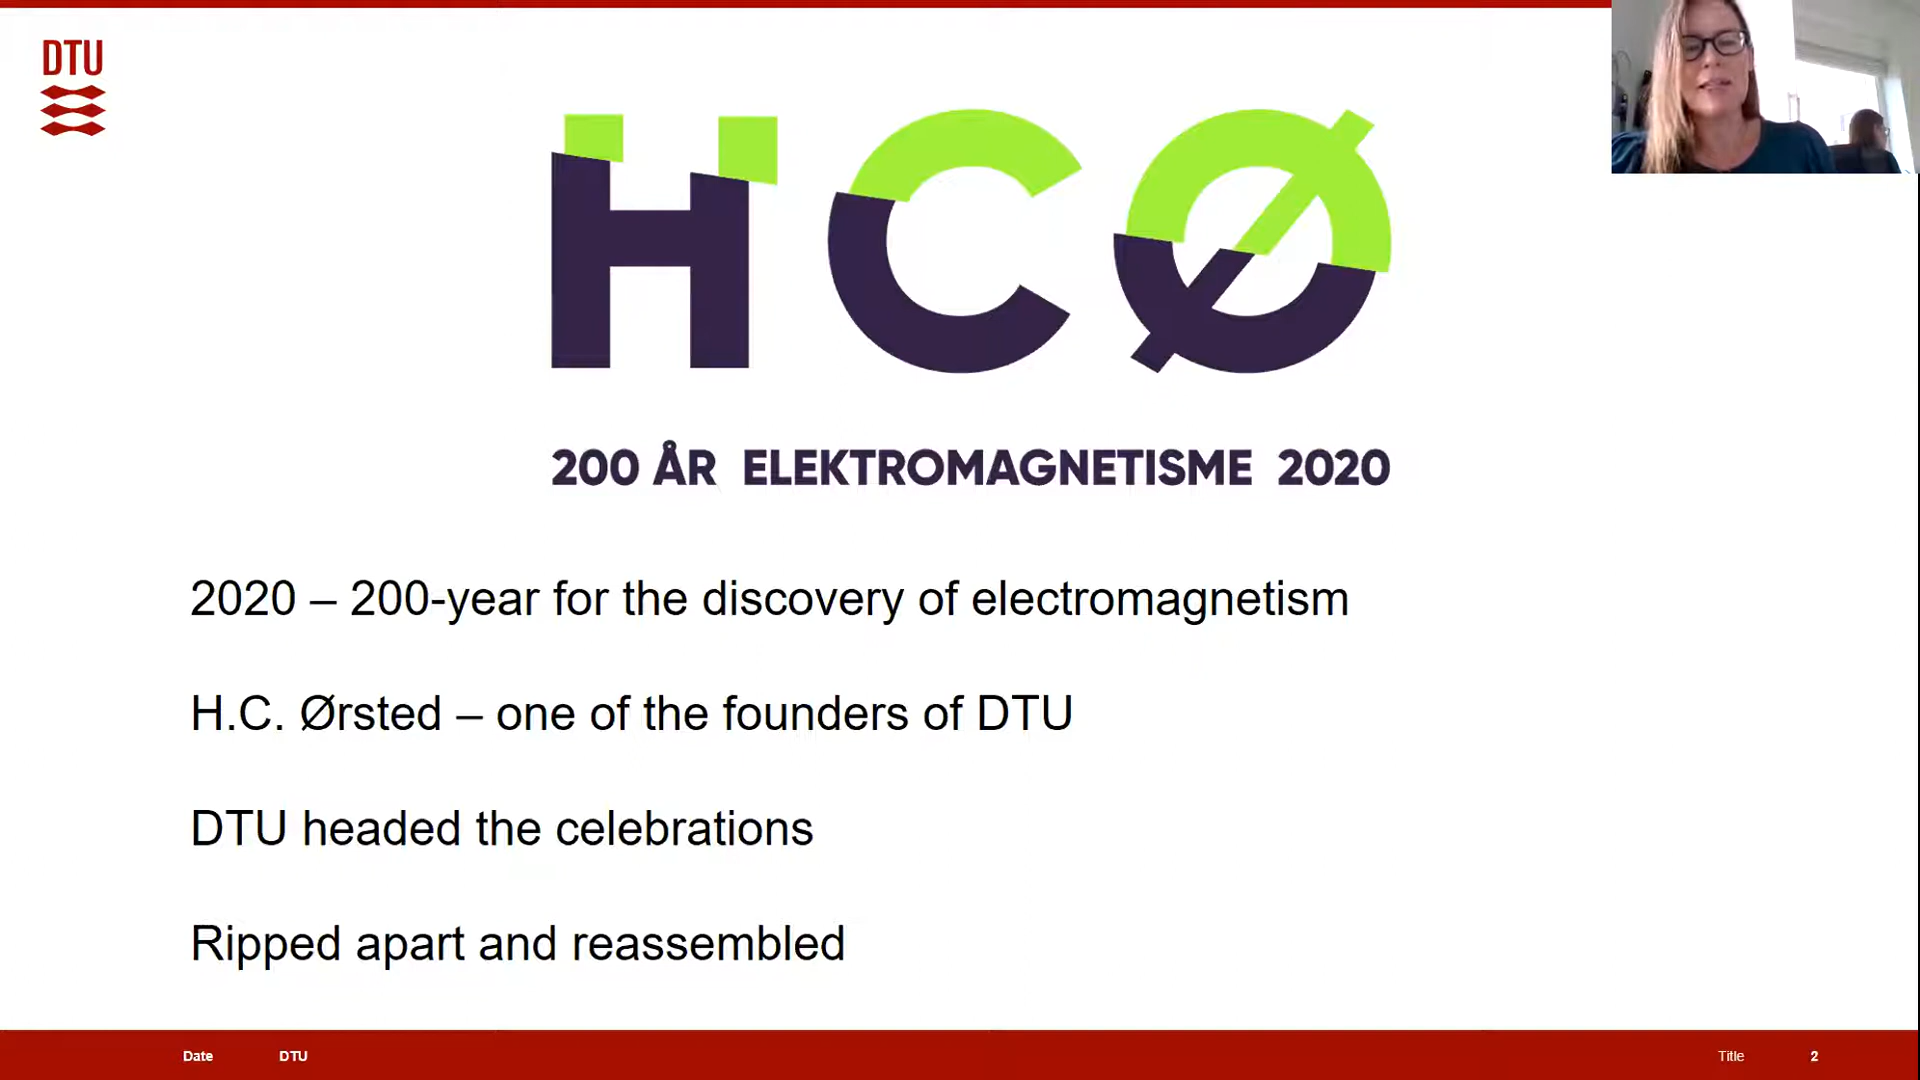 DTU
HCØ
200 ÅR ELEKTROMAGNETISME 2020
2020 – 200-year for the discovery of electromagnetism
H.C. Ørsted – one of the founders of DTU
DTU headed the celebrations
Ripped apart and reassembled
Date DTU Title 2